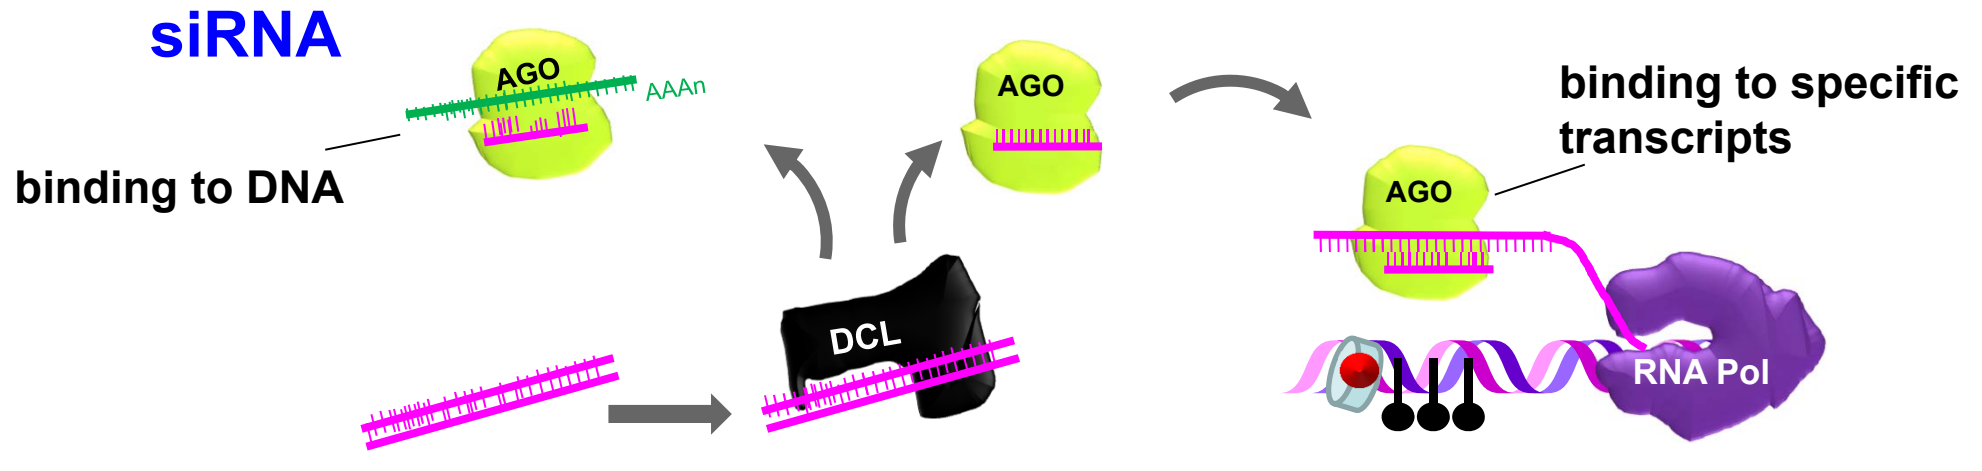 siRNA
AGO
AAAn
binding to DNA
AGO
binding to specific
transcripts
AGO
DCL
RNA Pol